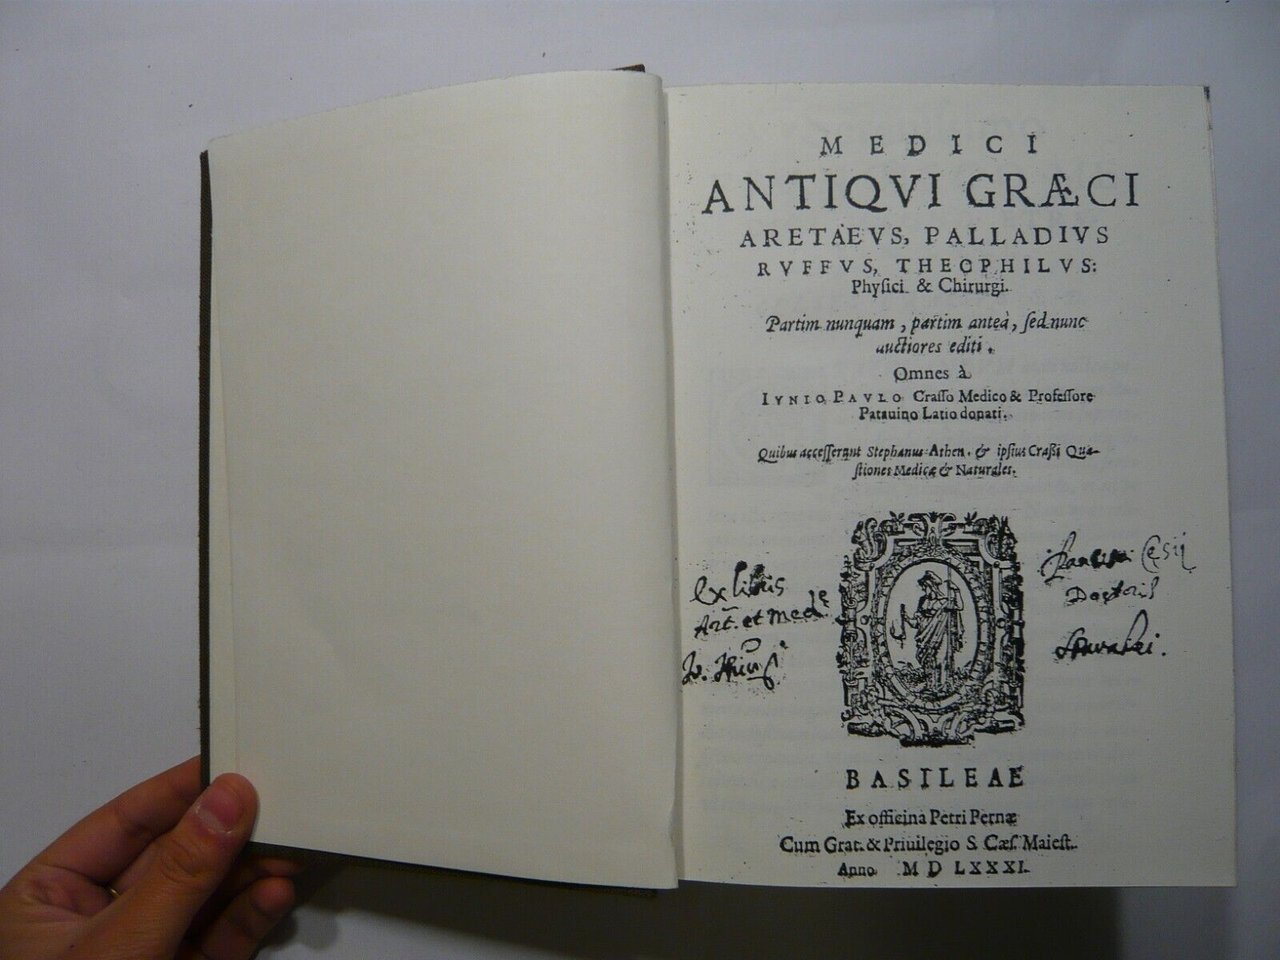 MEDICI
ANTIQVI GRÆCI
ARETAEVS, PALLADIVS
RVFFVS, THEOPHILVS:
Phyſici. & Chirurgi.
Partim nunquam, partim anteà, ſed nunc
auctiores editi.
Omnes à
IVNIO PAVLO Craſſo Medico & Profeſſore
Patauino Latio donati.
Quibus acceſſerunt Stephanus Athen. & ipſius Craßi Quæ-
ſtiones Medicæ & Naturales.
ex libris
Art. et med.
Doctoris
BASILEAE
Ex officina Petri Pernæ
Cum Grat. & Priuilegio S. Cæſ. Maieſt.
Anno MDLXXXI.